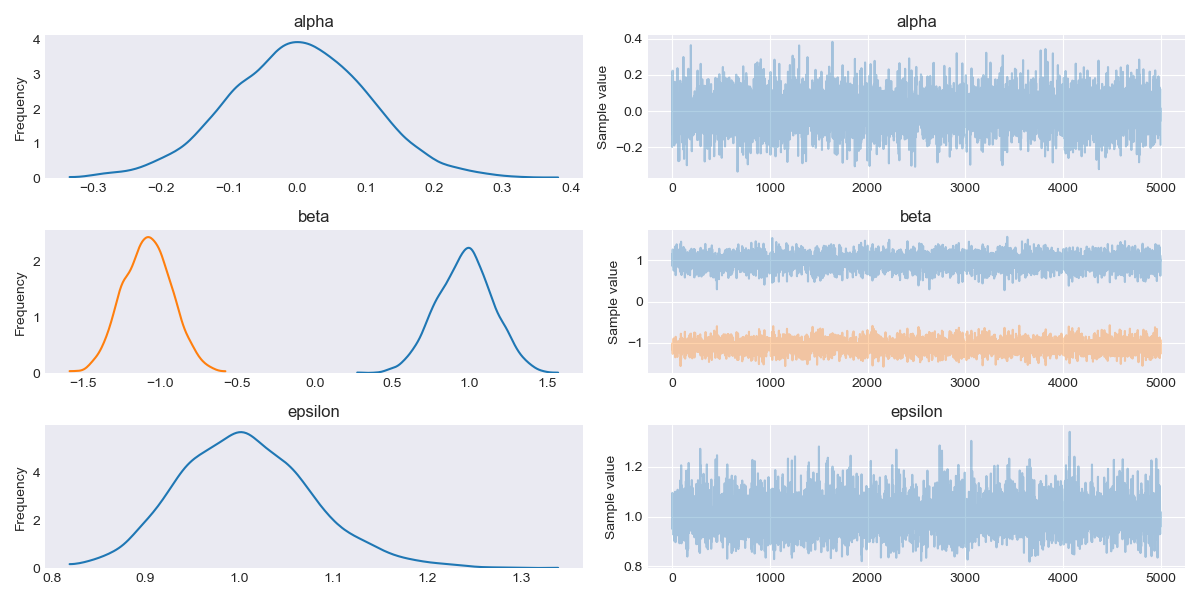 alpha
Frequency
4
3
2
1
0
−0.3 −0.2 −0.1 0.0 0.1 0.2 0.3 0.4
alpha
Sample value
0.4
0.2
0.0
−0.2
0 1000 2000 3000 4000 5000
beta
Frequency
2
1
0
−1.5 −1.0 −0.5 0.0 0.5 1.0 1.5
beta
Sample value
1
0
−1
0 1000 2000 3000 4000 5000
epsilon
Frequency
4
2
0
0.8 0.9 1.0 1.1 1.2 1.3
epsilon
Sample value
1.2
1.0
0.8
0 1000 2000 3000 4000 5000